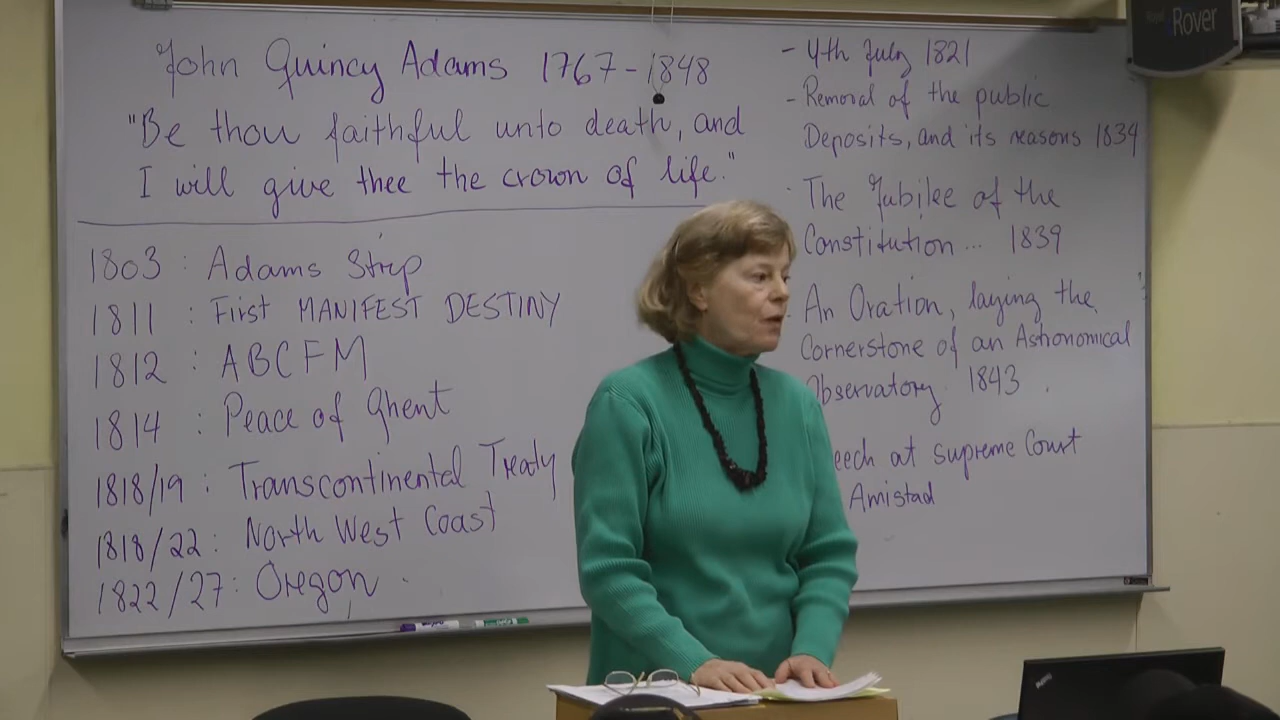 John Quincy Adams 1767-1848
"Be thou faithful unto death, and
I will give thee the crown of life."
1803 : Adams Strip
1811 : First MANIFEST DESTINY
1812 : ABCFM
1814 : Peace of Ghent
1818/19 : Transcontinental Treaty
1818/22 : North West Coast
1822/27 : Oregon
- 4th July 1821
- Removal of the public
Deposits, and its reasons 1834
The Jubilee of the
Constitution ... 1839
An Oration, laying the
Cornerstone of an Astronomical
Observatory 1843
eech at supreme Court
Amistad
Rover